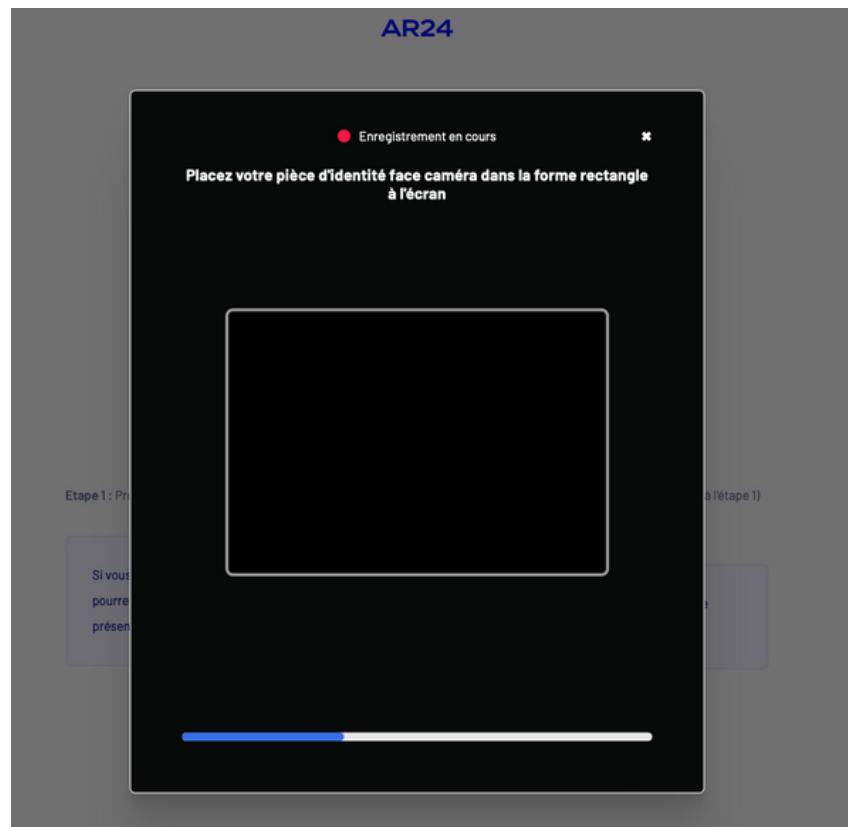 AR24
Enregistrement en cours
Placez votre pièce d'identité face caméra dans la forme rectangle
à l'écran
Etape 1 : Pr
à l'étape 1)
Si vous
pourre
présen